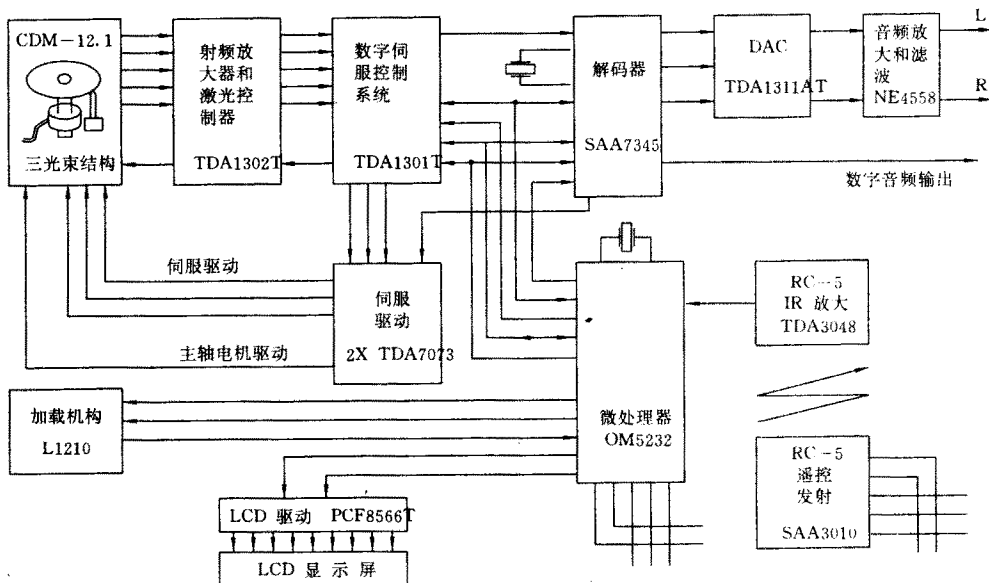 CDM-12.1
三光束结构
射频放
大器和
激光控
制器
TDA1302T
数字伺
服控制
系统
TDA1301T
解码器
SAA7345
DAC
TDA1311AT
音频放
大和滤
波
NE4558
L
R
数字音频输出
伺服驱动
主轴电机驱动
伺服
驱动
2X TDA7073
RC-5
IR 放大
TDA3048
加载机构
L1210
微处理器
OM5232
RC-5
遥控
发射
SAA3010
LCD 驱动 PCF8566T
LCD 显示屏